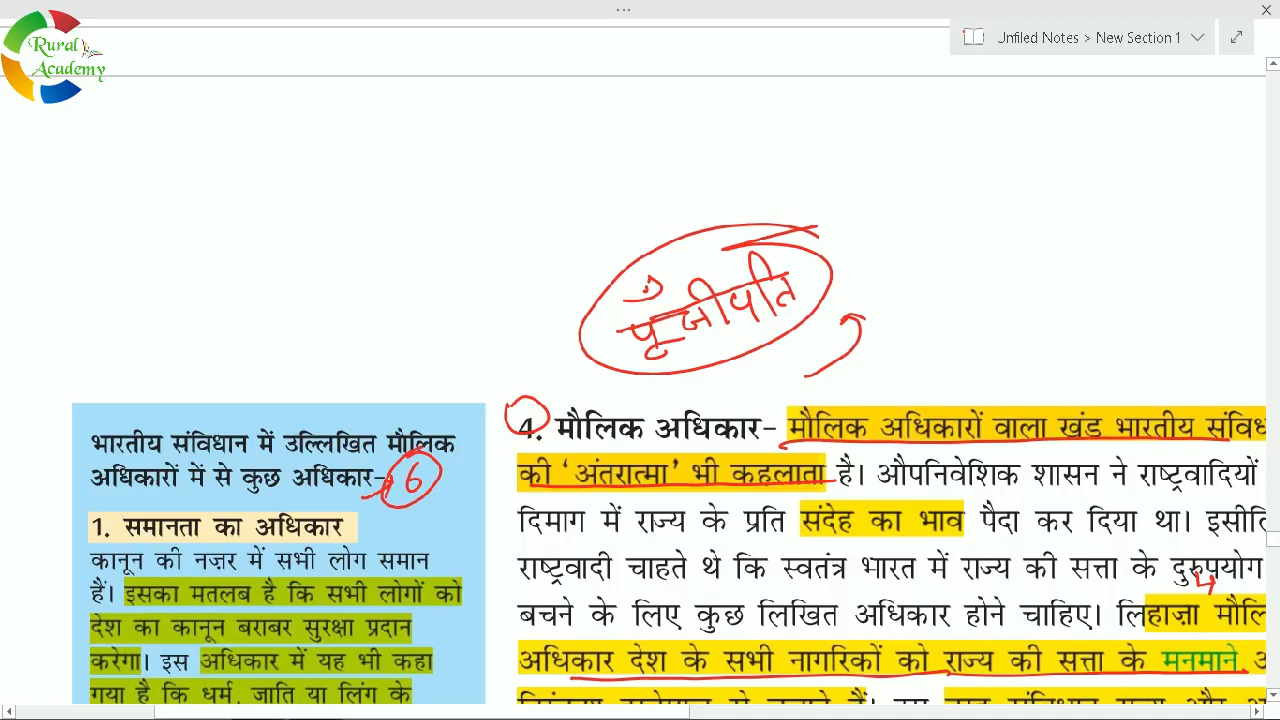 Rural
Academy
Unfiled Notes > New Section 1
पूँजीपति
भारतीय संविधान में उल्लिखित मौलिक
अधिकारों में से कुछ अधिकार- 6
1. समानता का अधिकार
कानून की नज़र में सभी लोग समान
हैं। इसका मतलब है कि सभी लोगों को
देश का कानून बराबर सुरक्षा प्रदान
करेगा। इस अधिकार में यह भी कहा
गया है कि धर्म, जाति या लिंग के
4. मौलिक अधिकार- मौलिक अधिकारों वाला खंड भारतीय
की 'अंतरात्मा' भी कहलाता है। औपनिवेशिक शासन ने राष्ट्रवादियों
दिमाग में राज्य के प्रति संदेह का भाव पैदा कर दिया था।
राष्ट्रवादी चाहते थे कि स्वतंत्र भारत में राज्य की सत्ता के दुरुपयोग
बचने के लिए कुछ लिखित अधिकार होने चाहिए। लिहाज़ा
अधिकार देश के सभी नागरिकों को राज्य की सत्ता के मनमाने